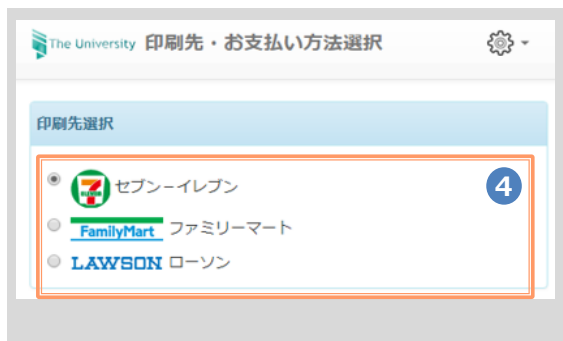 The University 印刷先・お支払い方法選択
印刷先選択
4
7 ELEVEN セブン-イレブン
FamilyMart ファミリーマート
LAWSON ローソン